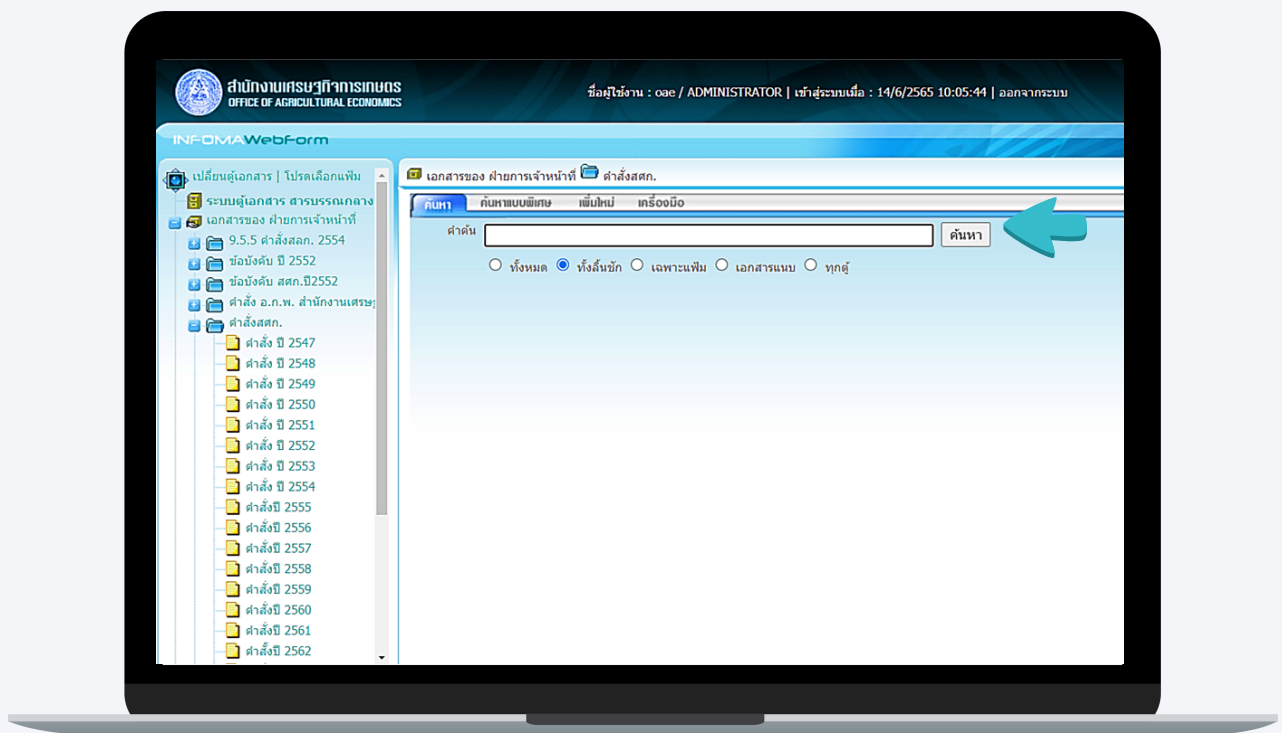 สำนักงานเศรษฐกิจการเกษตร
OFFICE OF AGRICULTURAL ECONOMICS
ชื่อผู้ใช้งาน : oae / ADMINISTRATOR | เข้าสู่ระบบเมื่อ : 14/6/2565 10:05:44 | ออกจากระบบ
INFOMAWebForm
เปลี่ยนตู้เอกสาร | โปรดเลือกแฟ้ม
ระบบตู้เอกสาร สารบรรณกลาง
เอกสารของ ฝ่ายการเจ้าหน้าที่
9.5.5 คำสั่งสลก. 2554
ข้อบังคับ ปี 2552
ข้อบังคับ สศก.ปี2552
คำสั่ง อ.ก.พ. สำนักงานเศรษฐ
คำสั่งสศก.
คำสั่ง ปี 2547
คำสั่ง ปี 2548
คำสั่ง ปี 2549
คำสั่ง ปี 2550
คำสั่ง ปี 2551
คำสั่ง ปี 2552
คำสั่ง ปี 2553
คำสั่ง ปี 2554
คำสั่งปี 2555
คำสั่งปี 2556
คำสั่งปี 2557
คำสั่งปี 2558
คำสั่งปี 2559
คำสั่งปี 2560
คำสั่งปี 2561
คำสั้งปี 2562
เอกสารของ ฝ่ายการเจ้าหน้าที่ คำสั่งสศก.
ค้นหา ค้นหาแบบพิเศษ เพิ่มใหม่ เครื่องมือ
คำค้น ค้นหา
ทั้งหมด ทั้งลิ้นชัก เฉพาะแฟ้ม เอกสารแนบ ทุกตู้